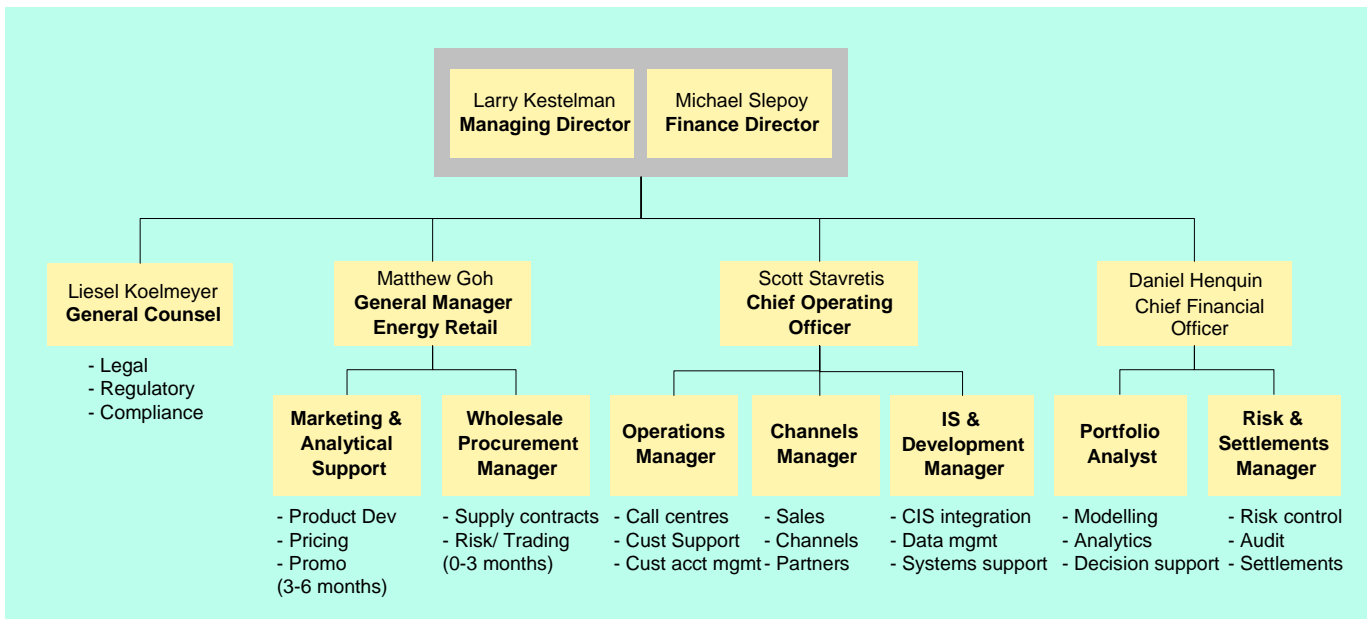 Larry Kestelman
Managing Director
Michael Slepoy
Finance Director
Liesel Koelmeyer
General Counsel
- Legal
- Regulatory
- Compliance
Matthew Goh
General Manager
Energy Retail
Scott Stavretis
Chief Operating
Officer
Daniel Henquin
Chief Financial
Officer
Marketing &
Analytical
Support
- Product Dev
- Pricing
- Promo
(3-6 months)
Wholesale
Procurement
Manager
- Supply contracts
- Risk/ Trading
(0-3 months)
Operations
Manager
- Call centres
- Cust Support
- Cust acct mgmt
Channels
Manager
- Sales
- Channels
- Partners
IS &
Development
Manager
- CIS integration
- Data mgmt
- Systems support
Portfolio
Analyst
- Modelling
- Analytics
- Decision support
Risk &
Settlements
Manager
- Risk control
- Audit
- Settlements